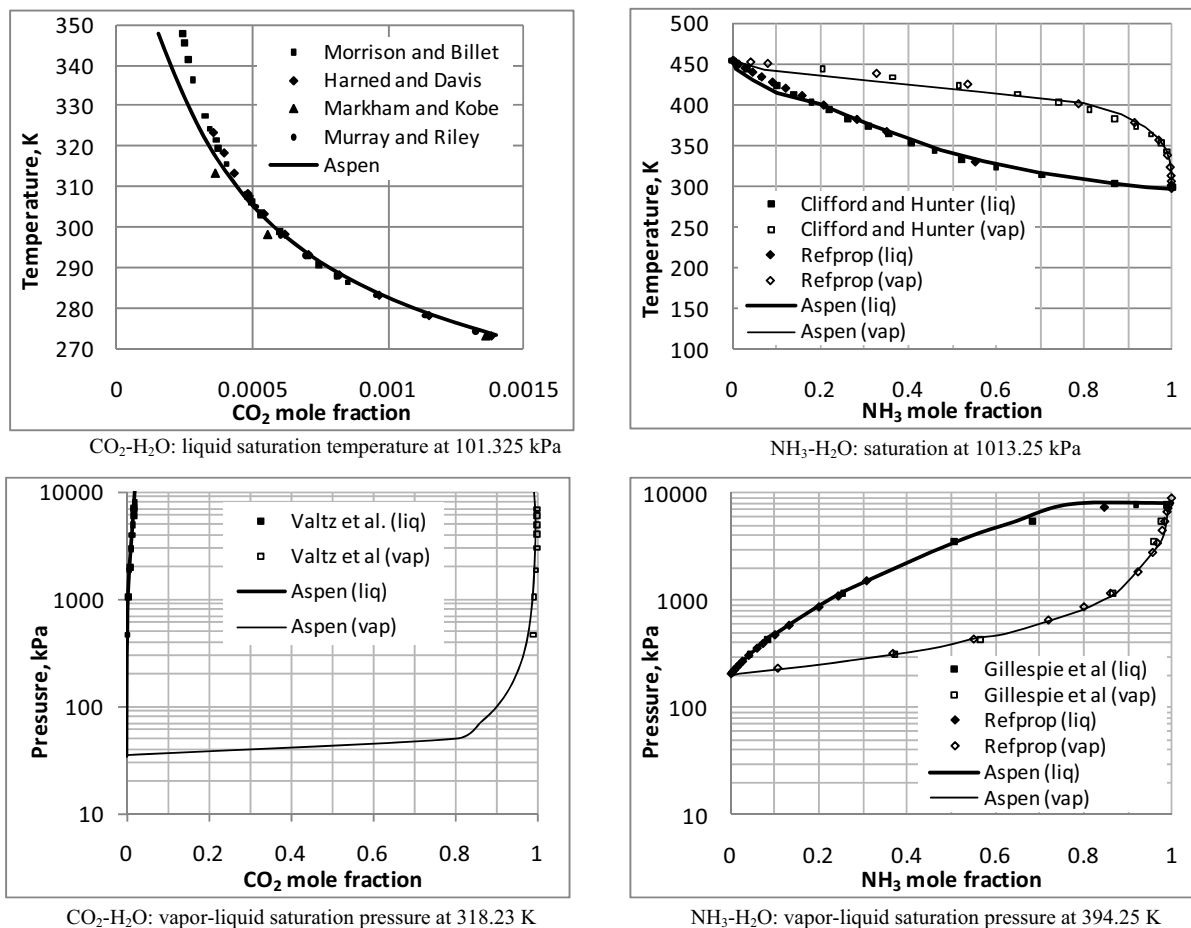 350
340
330
320
310
300
290
280
270
Temperature, K
Morrison and Billet
Harned and Davis
Markham and Kobe
Murray and Riley
Aspen
0 0.0005 0.001 0.0015
CO₂ mole fraction
CO₂-H₂O: liquid saturation temperature at 101.325 kPa
500
450
400
350
300
250
200
150
100
Temperature, K
Clifford and Hunter (liq)
Clifford and Hunter (vap)
Refprop (liq)
Refprop (vap)
Aspen (liq)
Aspen (vap)
0 0.2 0.4 0.6 0.8 1
NH₃ mole fraction
NH₃-H₂O: saturation at 1013.25 kPa
10000
1000
100
10
Presusre, kPa
Valtz et al. (liq)
Valtz et al (vap)
Aspen (liq)
Aspen (vap)
0 0.2 0.4 0.6 0.8 1
CO₂ mole fraction
CO₂-H₂O: vapor-liquid saturation pressure at 318.23 K
10000
1000
100
10
Pressure, kPa
Gillespie et al (liq)
Gillespie et al (vap)
Refprop (liq)
Refprop (vap)
Aspen (liq)
Aspen (vap)
0 0.2 0.4 0.6 0.8 1
NH₃ mole fraction
NH₃-H₂O: vapor-liquid saturation pressure at 394.25 K